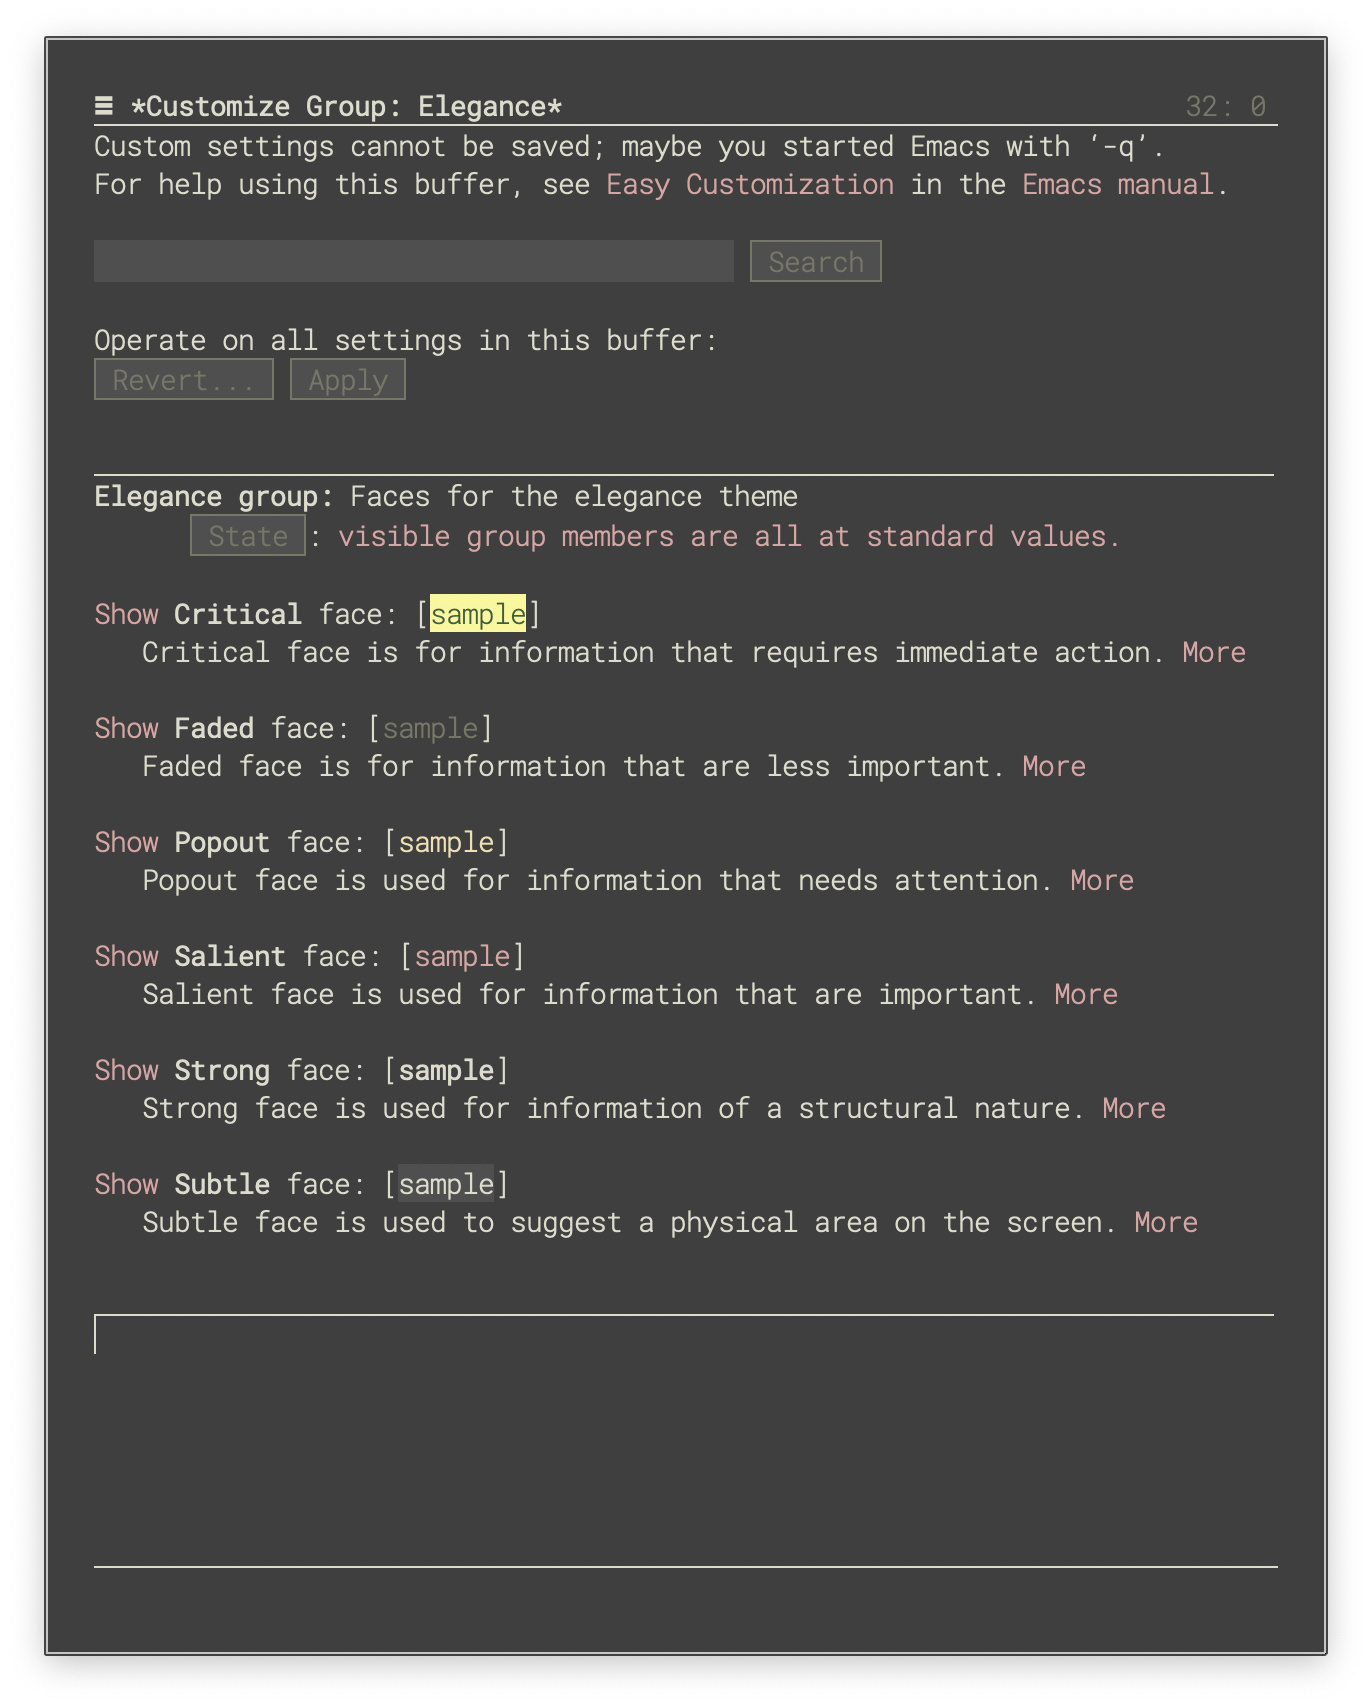 ☰ *Customize Group: Elegance* 32: 0
Custom settings cannot be saved; maybe you started Emacs with ‘-q’.
For help using this buffer, see Easy Customization in the Emacs manual.
Search
Operate on all settings in this buffer:
Revert... Apply
Elegance group: Faces for the elegance theme
State : visible group members are all at standard values.
Show Critical face: [sample]
Critical face is for information that requires immediate action. More
Show Faded face: [sample]
Faded face is for information that are less important. More
Show Popout face: [sample]
Popout face is used for information that needs attention. More
Show Salient face: [sample]
Salient face is used for information that are important. More
Show Strong face: [sample]
Strong face is used for information of a structural nature. More
Show Subtle face: [sample]
Subtle face is used to suggest a physical area on the screen. More